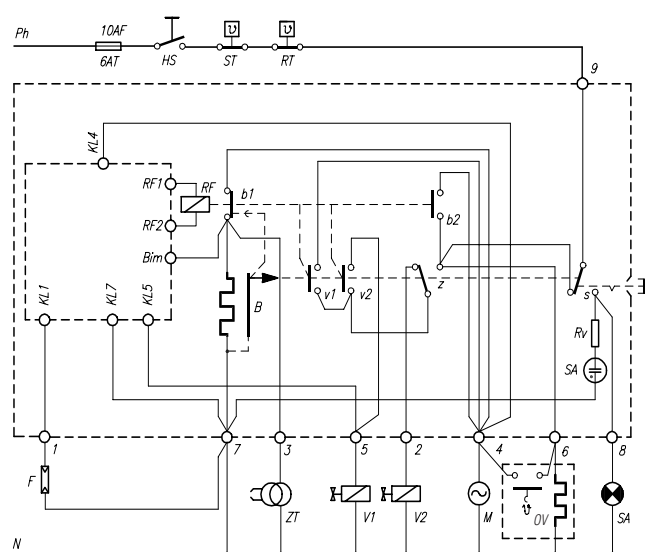 Ph
10AF
6AT
HS
ϑ
ST
ϑ
RT
9
KL4
RF1
RF
b1
RF2
b2
Bim
KL1
KL7
KL5
B
v1
v2
z
s
Rv
SA
1
7
3
5
2
4
6
8
F
ZT
V1
V2
M
ϑ
OV
SA
N